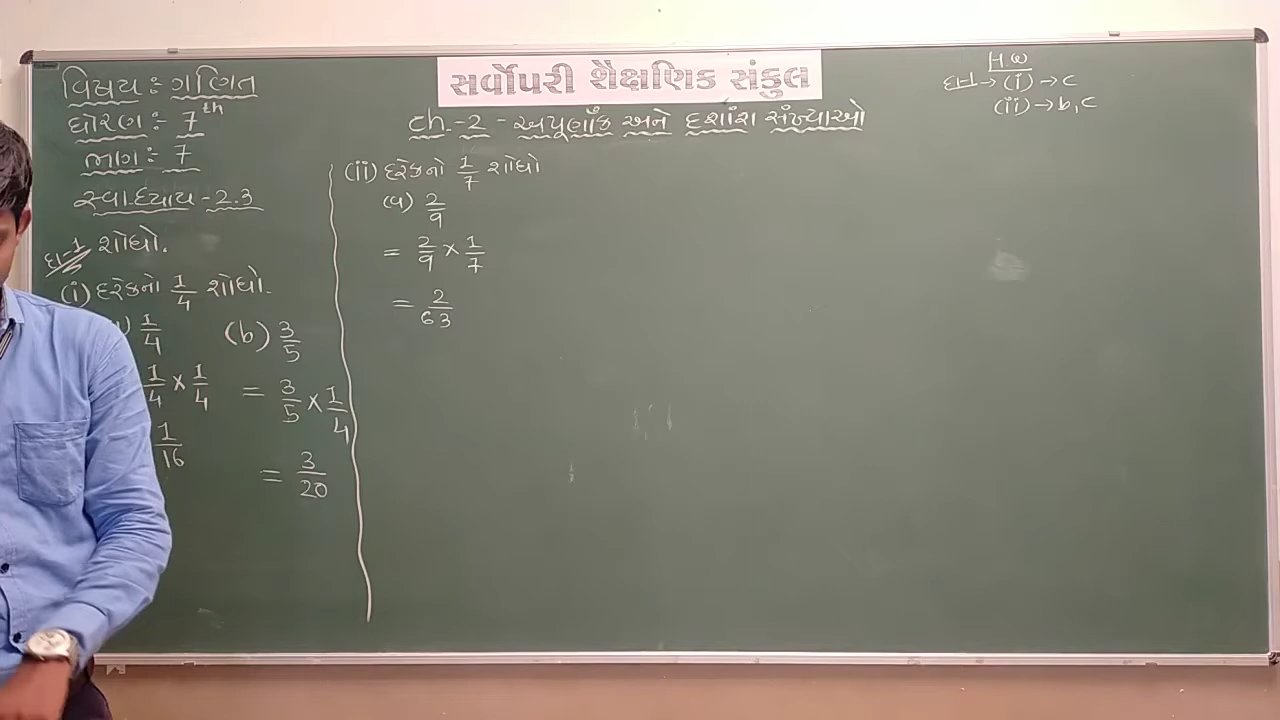 સર્વોપરી શૈક્ષણિક સંકુલ
વિષય : ગણિત
ધોરણ : 7th
ભાગ : 7
સ્વાધ્યાય - 2.3
ch.-2 - અપૂર્ણાંક અને દશાંશ સંખ્યાઓ
H W
દા-1 → (i) → c
(ii) → b, c
દા-1 શોધો.
(i) દરેકનો 1/4 શોધો.
1/4
1/4 × 1/4
1/16
(b) 3/5
= 3/5 × 1/4
= 3/20
(ii) દરેકનો 1/7 શોધો
(a) 2/9
= 2/9 × 1/7
= 2/63